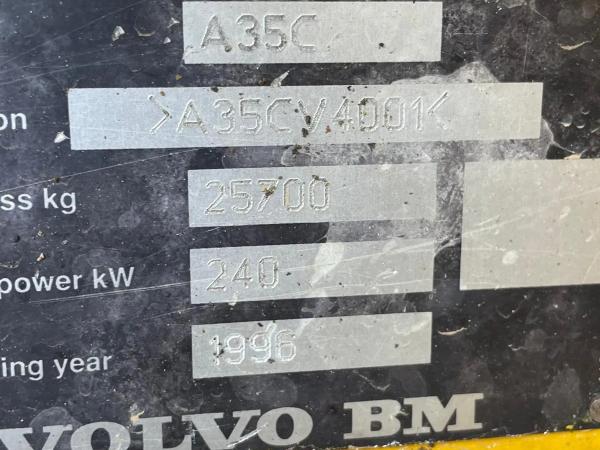 A35C
on >A35CV4001<
ss kg 25700
power kW 240
ing year 1996
VOLVO BM